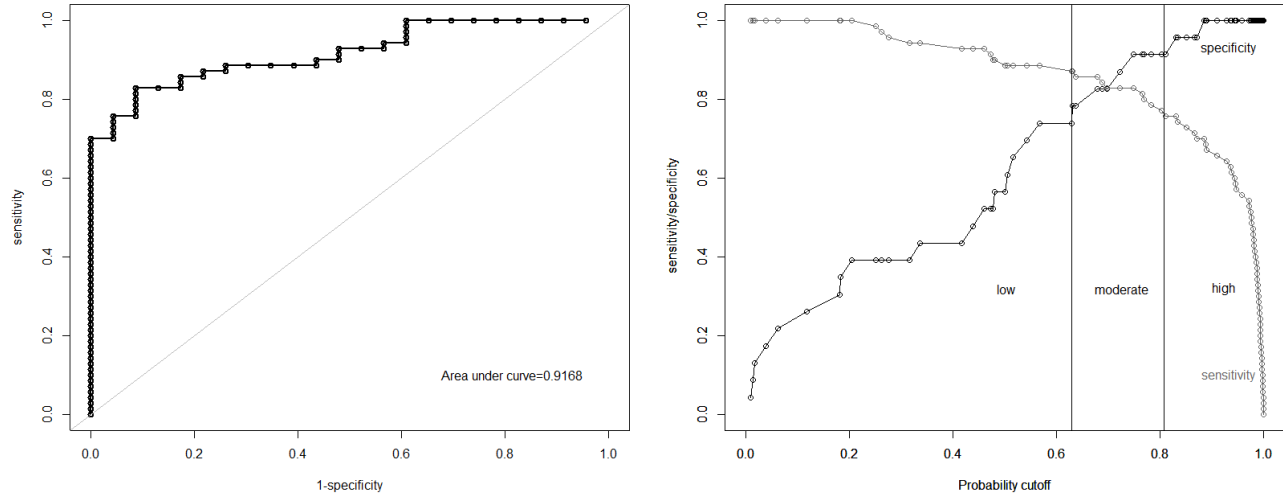 1.0
0.8
0.6
0.4
0.2
0.0
sensitivity
Area under curve=0.9168
0.0 0.2 0.4 0.6 0.8 1.0
1-specificity
1.0
0.8
0.6
0.4
0.2
0.0
sensitivity/specificity
specificity
low moderate high
sensitivity
0.0 0.2 0.4 0.6 0.8 1.0
Probability cutoff